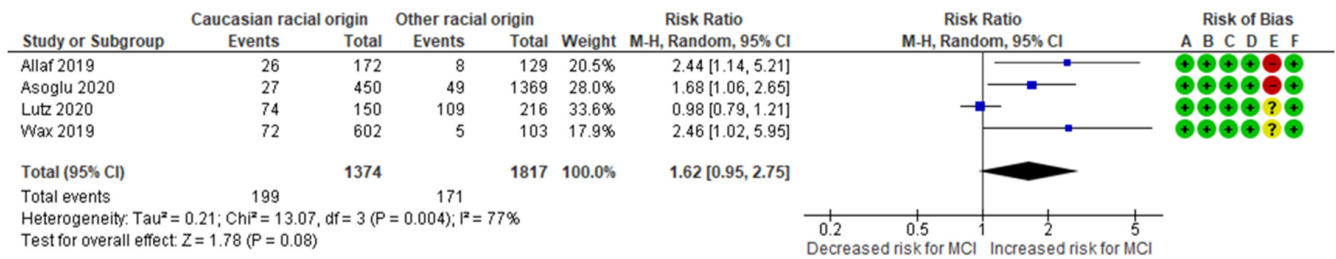 Caucasian racial origin Other racial origin Risk Ratio Risk Ratio Risk of Bias
Study or Subgroup Events Total Events Total Weight M-H, Random, 95% CI M-H, Random, 95% CI A B C D E F
Allaf 2019 26 172 8 129 20.5% 2.44 [1.14, 5.21] + + + + - +
Asoglu 2020 27 450 49 1369 28.0% 1.68 [1.06, 2.65] + + + + - +
Lutz 2020 74 150 109 216 33.6% 0.98 [0.79, 1.21] + + + + ? +
Wax 2019 72 602 5 103 17.9% 2.46 [1.02, 5.95] + + + + ? +
Total (95% CI) 1374 1817 100.0% 1.62 [0.95, 2.75]
Total events 199 171
Heterogeneity: Tau² = 0.21; Chi² = 13.07, df = 3 (P = 0.004); I² = 77%
Test for overall effect: Z = 1.78 (P = 0.08)
0.2 0.5 1 2 5
Decreased risk for MCI Increased risk for MCI